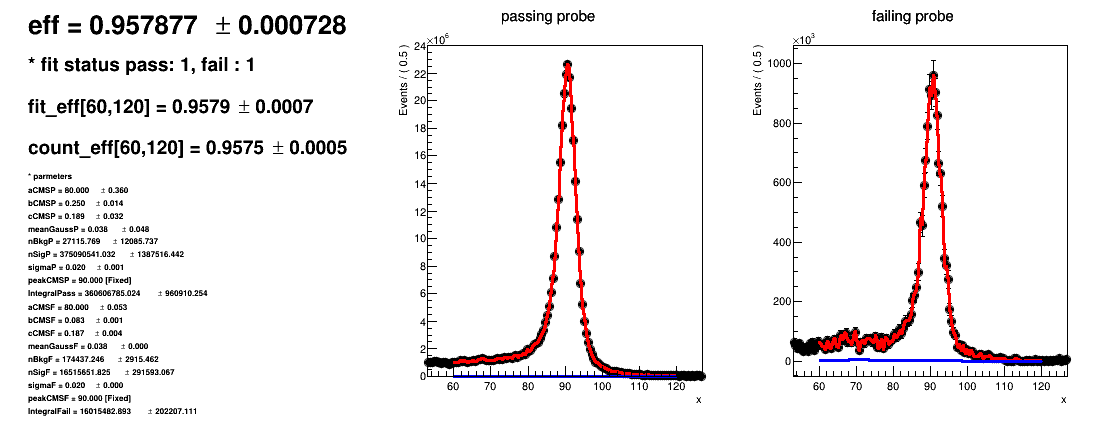 eff = 0.957877 ± 0.000728
* fit status pass: 1, fail : 1
fit_eff[60,120] = 0.9579 ± 0.0007
count_eff[60,120] = 0.9575 ± 0.0005
* parmeters
aCMSP = 80.000 ± 0.360
bCMSP = 0.250 ± 0.014
cCMSP = 0.189 ± 0.032
meanGaussP = 0.038 ± 0.048
nBkgP = 27115.769 ± 12085.737
nSigP = 375090541.032 ± 1387516.442
sigmaP = 0.020 ± 0.001
peakCMSP = 90.000 [Fixed]
IntegralPass = 360606785.024 ± 960910.254
aCMSF = 80.000 ± 0.053
bCMSF = 0.083 ± 0.001
cCMSF = 0.187 ± 0.004
meanGaussF = 0.038 ± 0.000
nBkgF = 174437.246 ± 2915.462
nSigF = 16515651.825 ± 291593.067
sigmaF = 0.020 ± 0.000
peakCMSF = 90.000 [Fixed]
IntegralFail = 16015482.893 ± 202207.111
passing probe
×10⁶
Events / ( 0.5 )
24
22
20
18
16
14
12
10
8
6
4
2
0
60 70 80 90 100 110 120
x
failing probe
×10³
Events / ( 0.5 )
1000
800
600
400
200
0
60 70 80 90 100 110 120
x